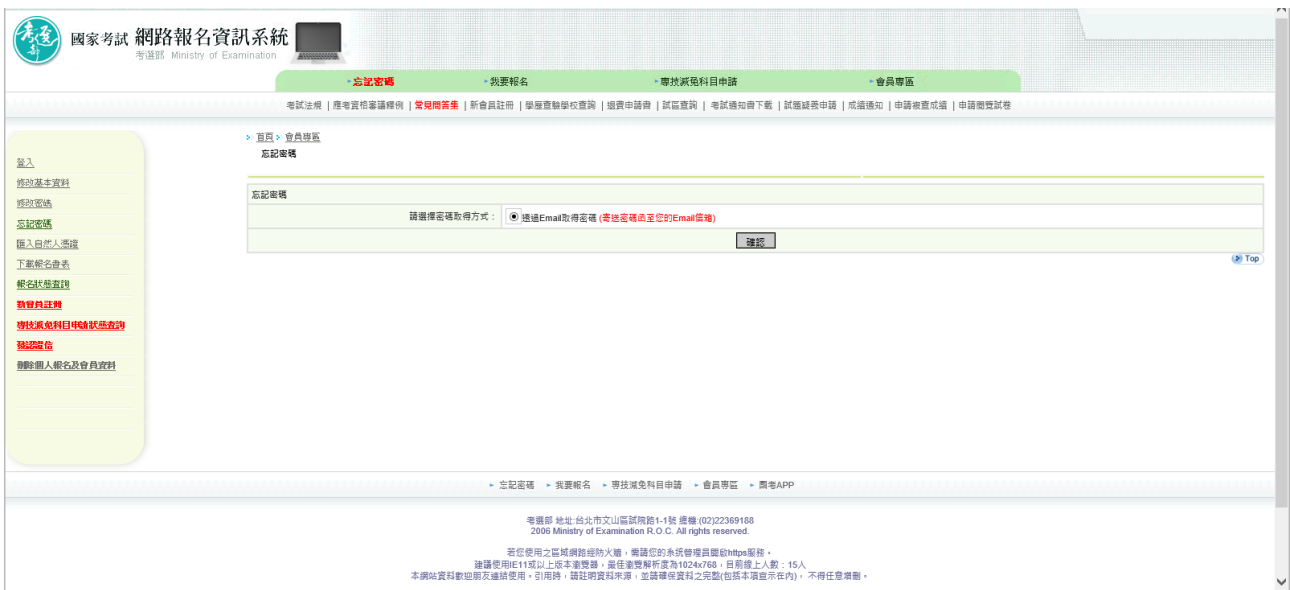 考選部
國家考試 網路報名資訊系統
考選部 Ministry of Examination
忘記密碼 我要報名 專技減免科目申請 會員專區
考試法規 | 應考資格審議釋例 | 常見問答集 | 新會員註冊 | 學歷查驗學校查詢 | 退費申請書 | 試區查詢 | 考試通知書下載 | 試題疑義申請 | 成績通知 | 申請複查成績 | 申請閱覽試卷
首頁 會員專區
忘記密碼
登入
修改基本資料
修改密碼
忘記密碼
匯入自然人憑證
下載報名書表
報名狀態查詢
新會員註冊
專技減免科目申請狀態查詢
補認證信
刪除個人報名及會員資料
忘記密碼
請選擇密碼取得方式： 透過Email取得密碼 (寄送密碼函至您的Email信箱)
確認
Top
忘記密碼 我要報名 專技減免科目申請 會員專區 國考APP
考選部 地址:台北市文山區試院路1-1號 總機:(02)22369188
2006 Ministry of Examination R.O.C. All rights reserved.
若您使用之區域網路經防火牆，需請您的系統管理員開啟https服務。
建議使用IE11或以上版本瀏覽器，最佳瀏覽解析度為1024x768，目前線上人數：15人
本網站資料歡迎朋友連結使用。引用時，請註明資料來源，並請確保資料之完整(包括本項宣示在內)， 不得任意增刪。